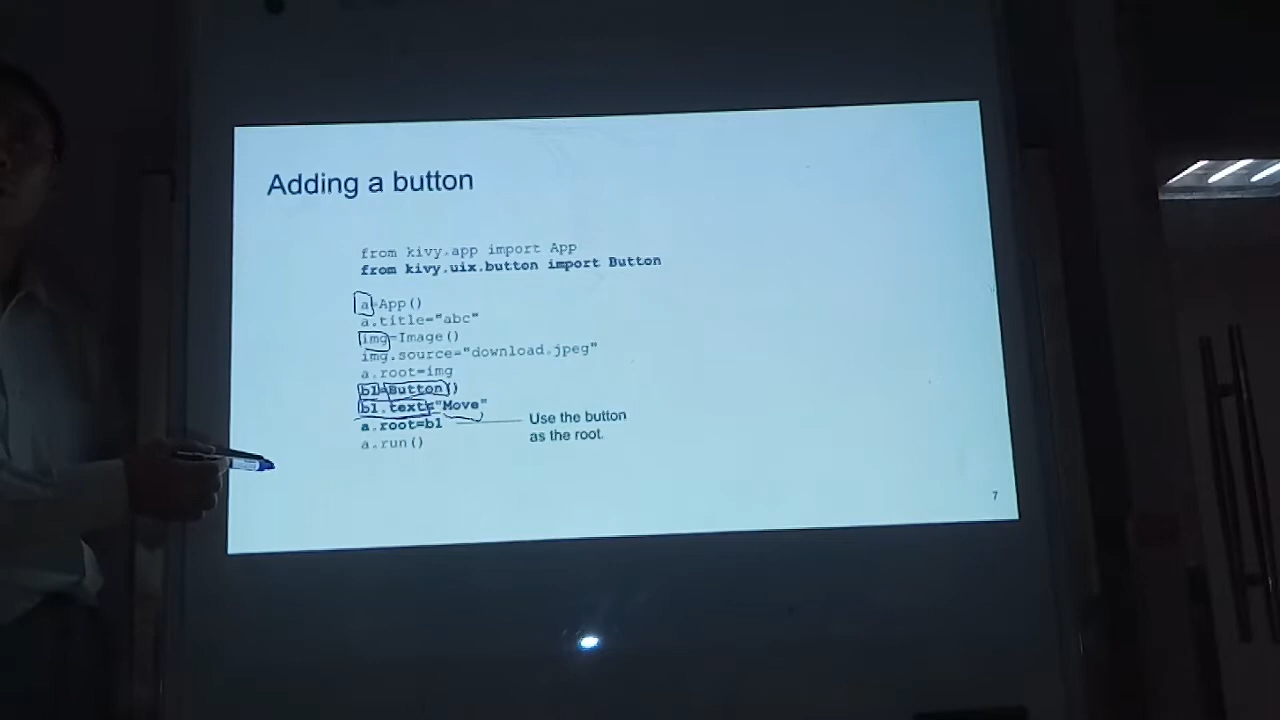 Adding a button
from kivy.app import App
from kivy.uix.button import Button
a=App()
a.title="abc"
img=Image()
img.source="download.jpeg"
a.root=img
b1=Button()
b1.text="Move"
a.root=b1
a.run()
Use the button
as the root.
7